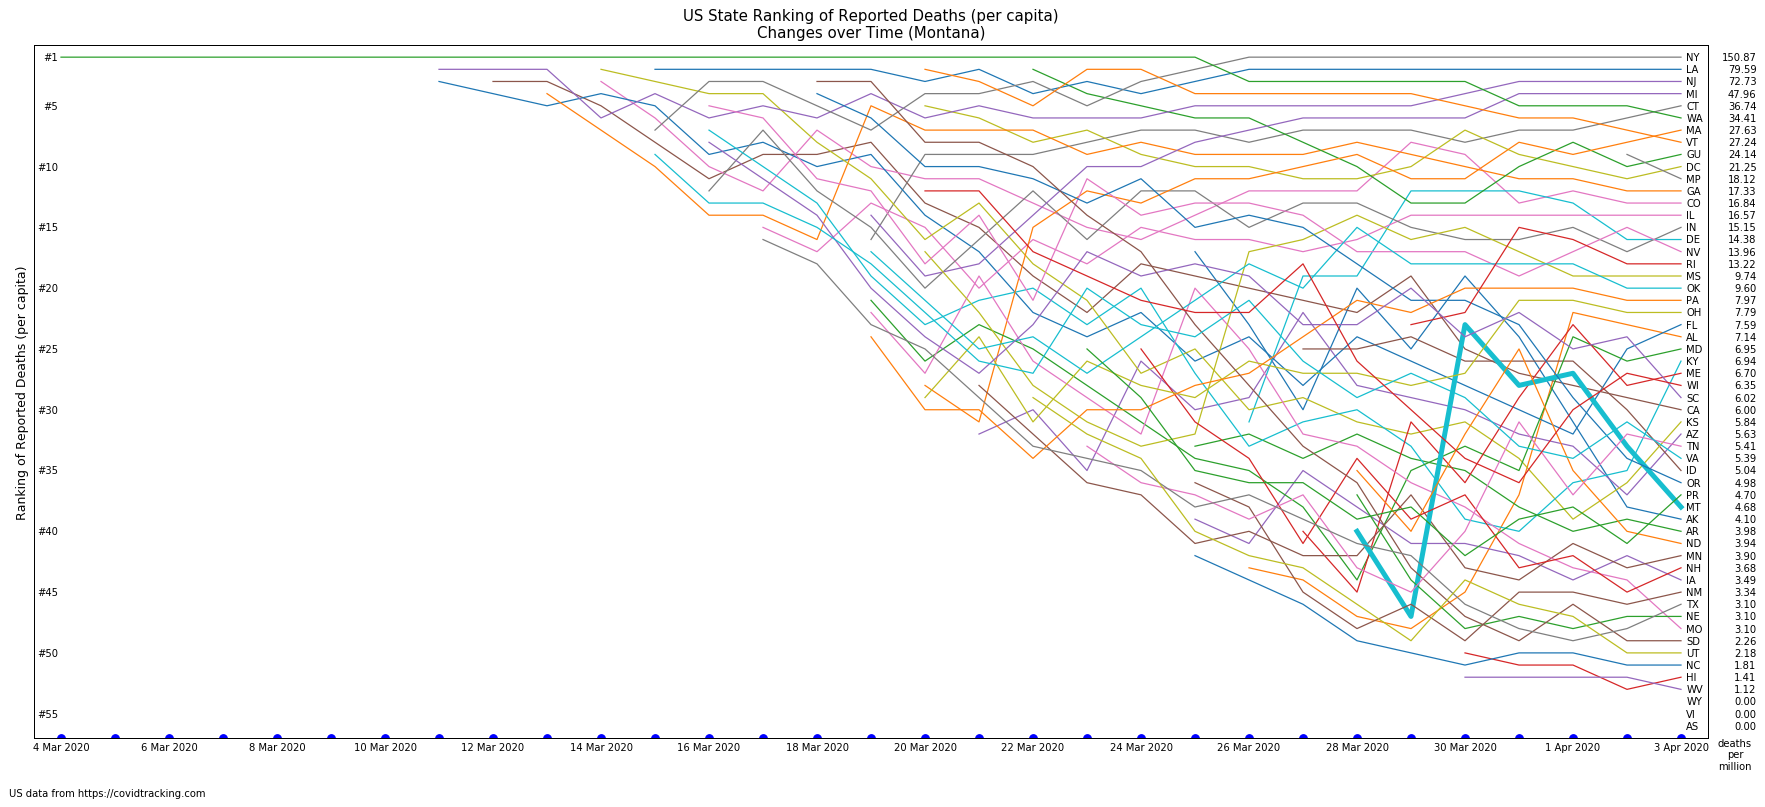 US State Ranking of Reported Deaths (per capita)
Changes over Time (Montana)
Ranking of Reported Deaths (per capita)
#1
#5
#10
#15
#20
#25
#30
#35
#40
#45
#50
#55
NY 150.87
LA 79.59
NJ 72.73
MI 47.96
CT 36.74
WA 34.41
MA 27.63
VT 27.24
GU 24.14
DC 21.25
MP 18.12
GA 17.33
CO 16.84
IL 16.57
IN 15.15
DE 14.38
NV 13.96
RI 13.22
MS 9.74
OK 9.60
PA 7.97
OH 7.79
FL 7.59
AL 7.14
MD 6.95
KY 6.94
ME 6.70
WI 6.35
SC 6.02
CA 6.00
KS 5.84
AZ 5.63
TN 5.41
VA 5.39
ID 5.04
OR 4.98
PR 4.70
MT 4.68
AK 4.10
AR 3.98
ND 3.94
MN 3.90
NH 3.68
IA 3.49
NM 3.34
TX 3.10
NE 3.10
MO 3.10
SD 2.26
UT 2.18
NC 1.81
HI 1.41
WV 1.12
WY 0.00
VI 0.00
AS 0.00
4 Mar 2020 6 Mar 2020 8 Mar 2020 10 Mar 2020 12 Mar 2020 14 Mar 2020 16 Mar 2020 18 Mar 2020 20 Mar 2020 22 Mar 2020 24 Mar 2020 26 Mar 2020 28 Mar 2020 30 Mar 2020 1 Apr 2020 3 Apr 2020
deaths
per
million
US data from https://covidtracking.com